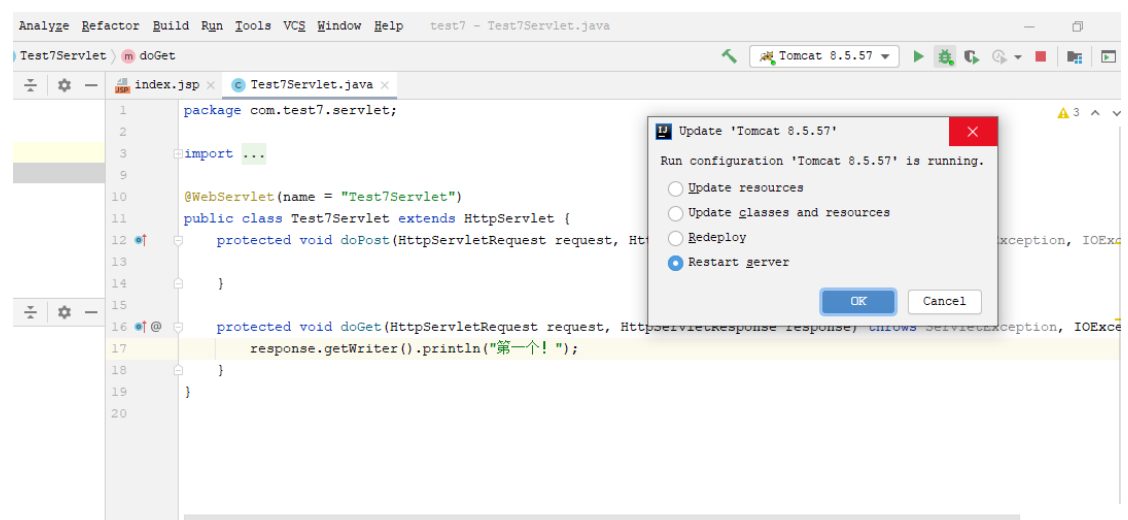 Analyze Refactor Build Run Tools VCS Window Help test7 - Test7Servlet.java
Test7Servlet m doGet Tomcat 8.5.57
JSP index.jsp × C Test7Servlet.java ×
1 package com.test7.servlet; 3
2
3 import ...
9
10 @WebServlet(name = "Test7Servlet")
11 public class Test7Servlet extends HttpServlet {
12 protected void doPost(HttpServletRequest request,
13
14 }
15
16 @ protected void doGet(HttpServletRequest request, HttpServletResponse response) throws ServletException,
17 response.getWriter().println("第一个! ");
18 }
19 }
20
Update 'Tomcat 8.5.57'
Run configuration 'Tomcat 8.5.57' is running.
Update resources
Update classes and resources
Redeploy
Restart server
OK Cancel